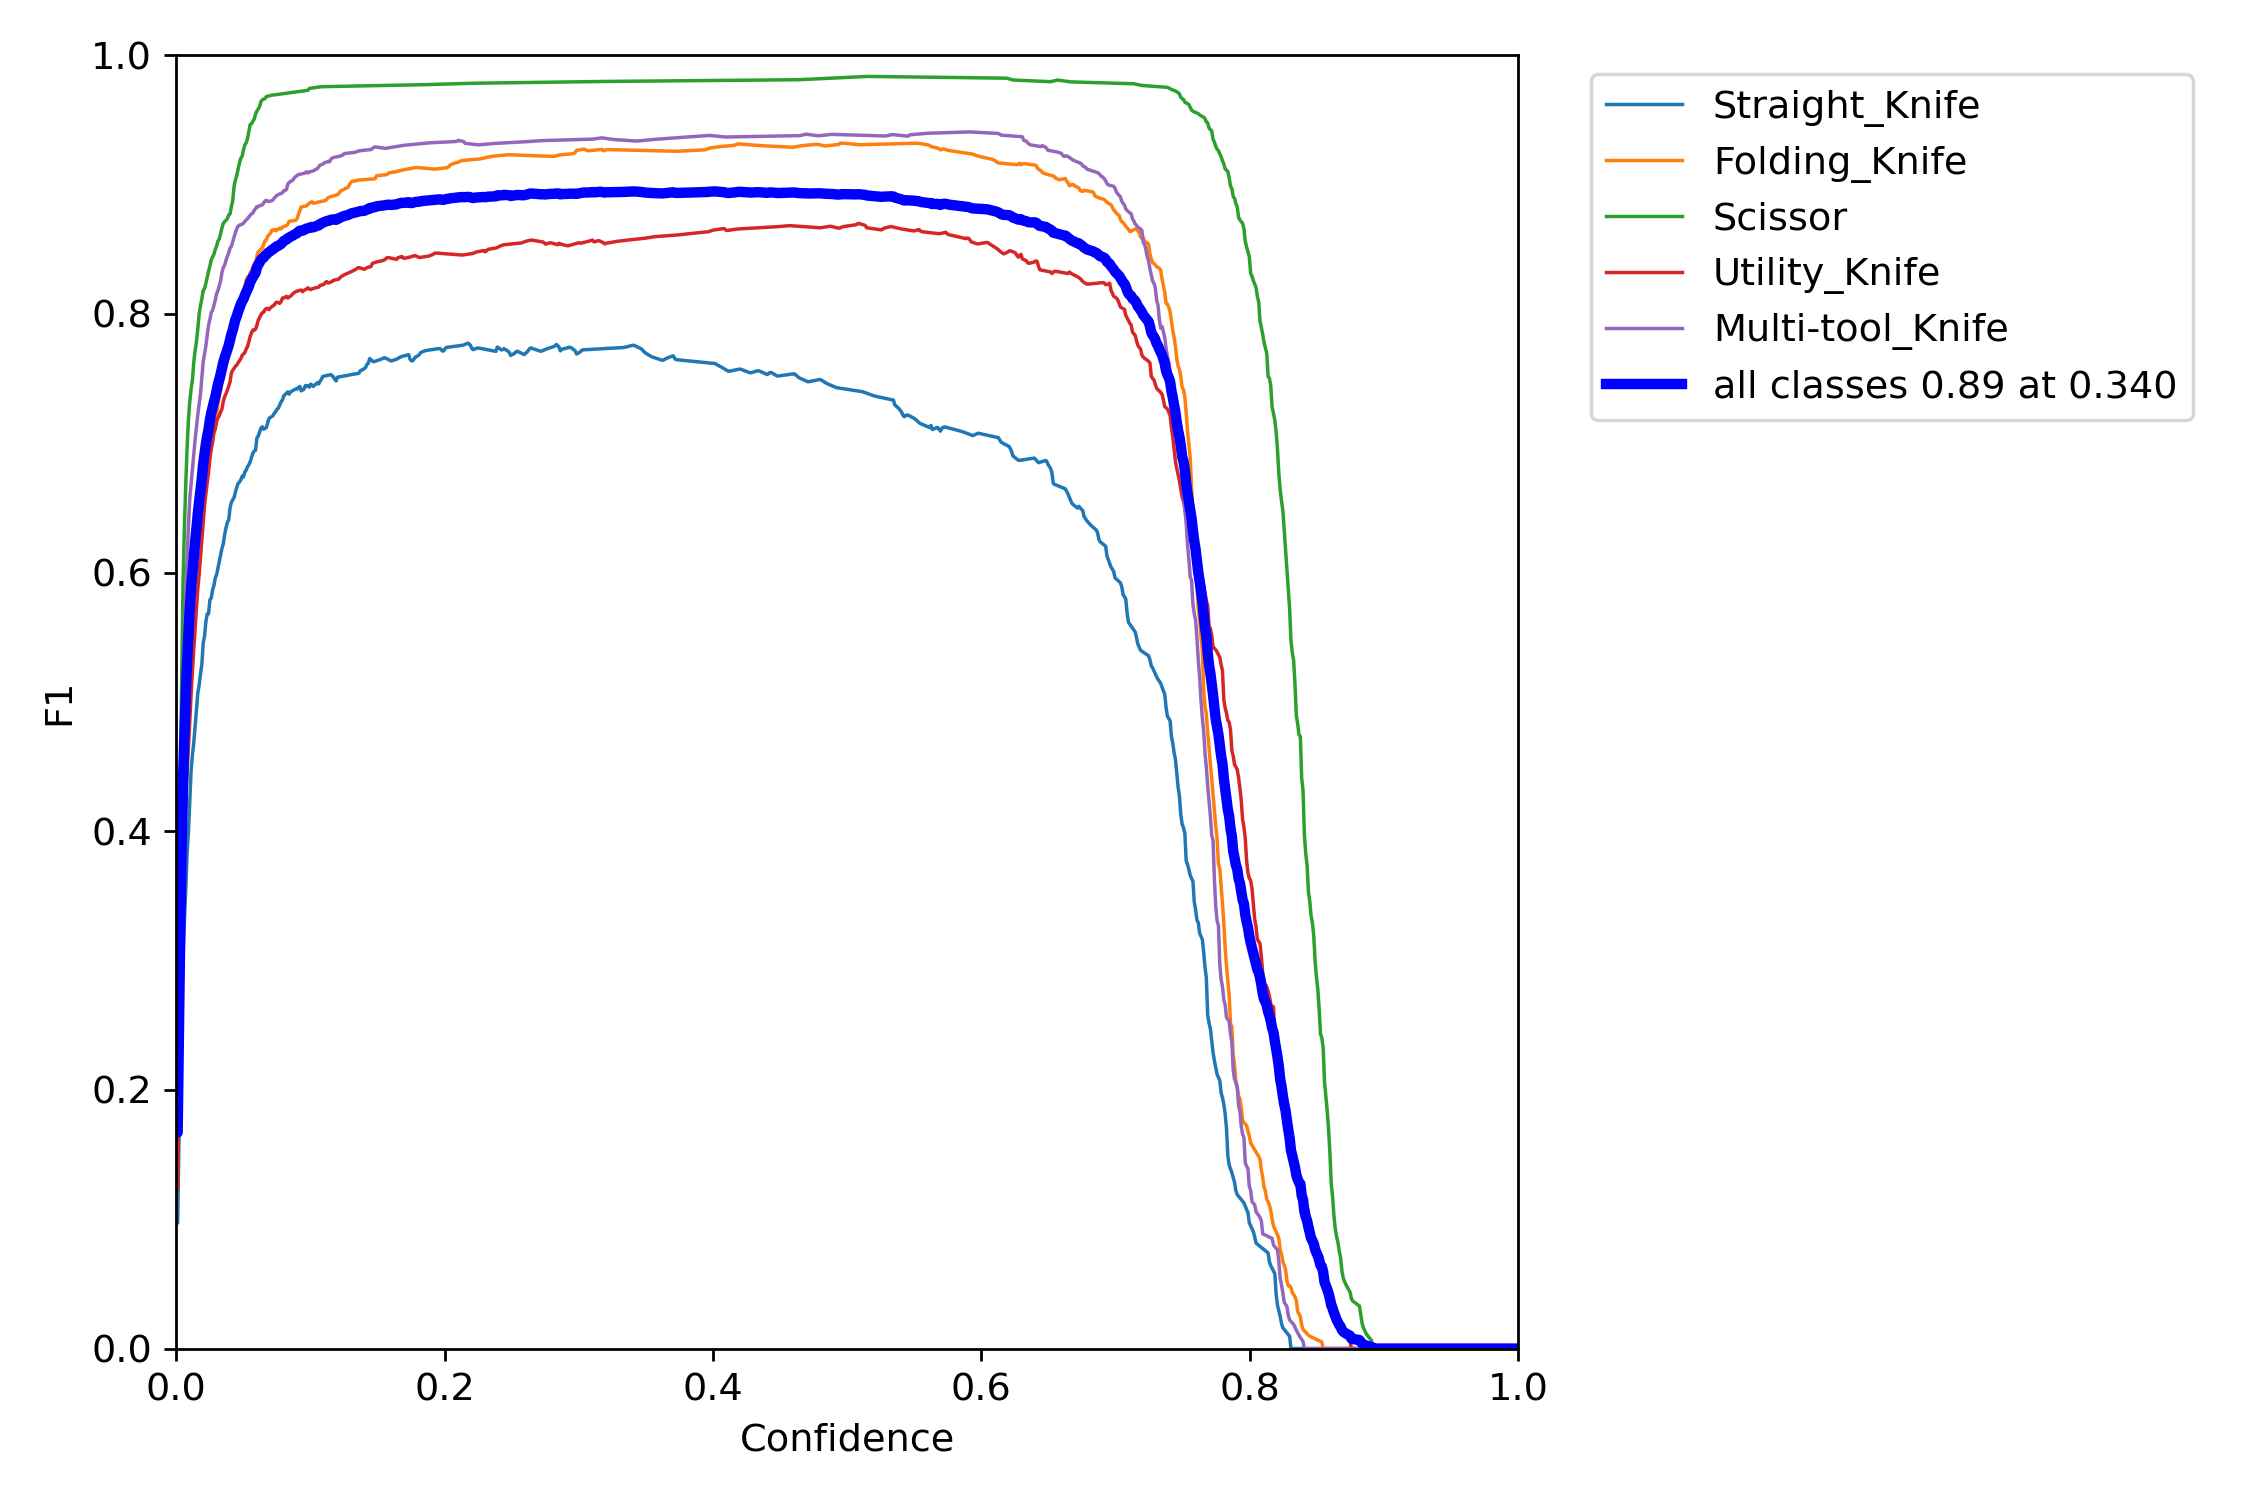 1.0
0.8
0.6
0.4
0.2
0.0
F1
0.0 0.2 0.4 0.6 0.8 1.0
Confidence
Straight_Knife
Folding_Knife
Scissor
Utility_Knife
Multi-tool_Knife
all classes 0.89 at 0.340